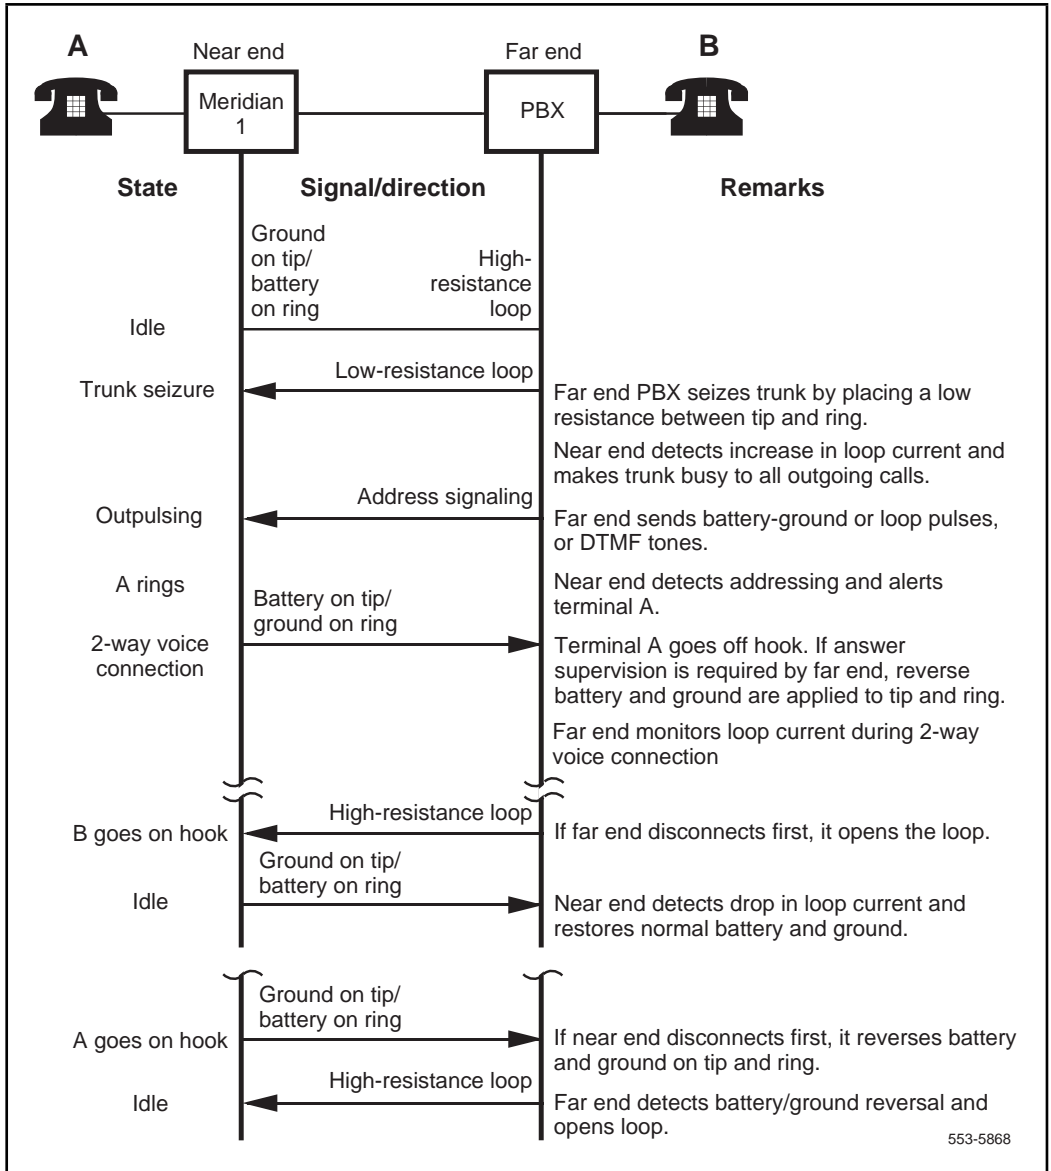 A
Near end
Far end
B
Meridian
1
PBX
State
Signal/direction
Remarks
Ground
on tip/
battery
on ring
High-
resistance
loop
Idle
Low-resistance loop
Trunk seizure
Far end PBX seizes trunk by placing a low
resistance between tip and ring.
Near end detects increase in loop current and
makes trunk busy to all outgoing calls.
Address signaling
Outpulsing
Far end sends battery-ground or loop pulses,
or DTMF tones.
A rings
Near end detects addressing and alerts
terminal A.
Battery on tip/
ground on ring
2-way voice
connection
Terminal A goes off hook. If answer
supervision is required by far end, reverse
battery and ground are applied to tip and ring.
Far end monitors loop current during 2-way
voice connection
High-resistance loop
B goes on hook
If far end disconnects first, it opens the loop.
Ground on tip/
battery on ring
Idle
Near end detects drop in loop current and
restores normal battery and ground.
Ground on tip/
battery on ring
A goes on hook
If near end disconnects first, it reverses battery
and ground on tip and ring.
High-resistance loop
Idle
Far end detects battery/ground reversal and
opens loop.
553-5868